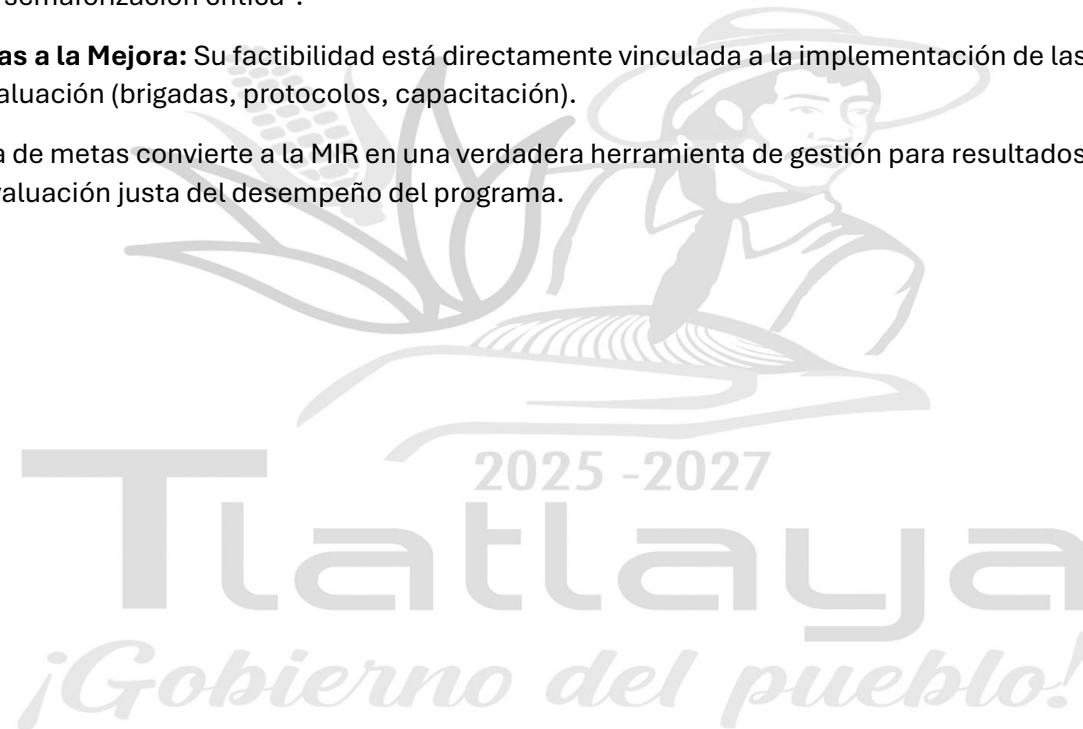 semaforización crítica".
as a la Mejora: Su factibilidad está directamente vinculada a la implementación de las
aluación (brigadas, protocolos, capacitación).
a de metas convierte a la MIR en una verdadera herramienta de gestión para resultados
valuación justa del desempeño del programa.
2025 -2027
Tlatlaya
¡Gobierno del pueblo!